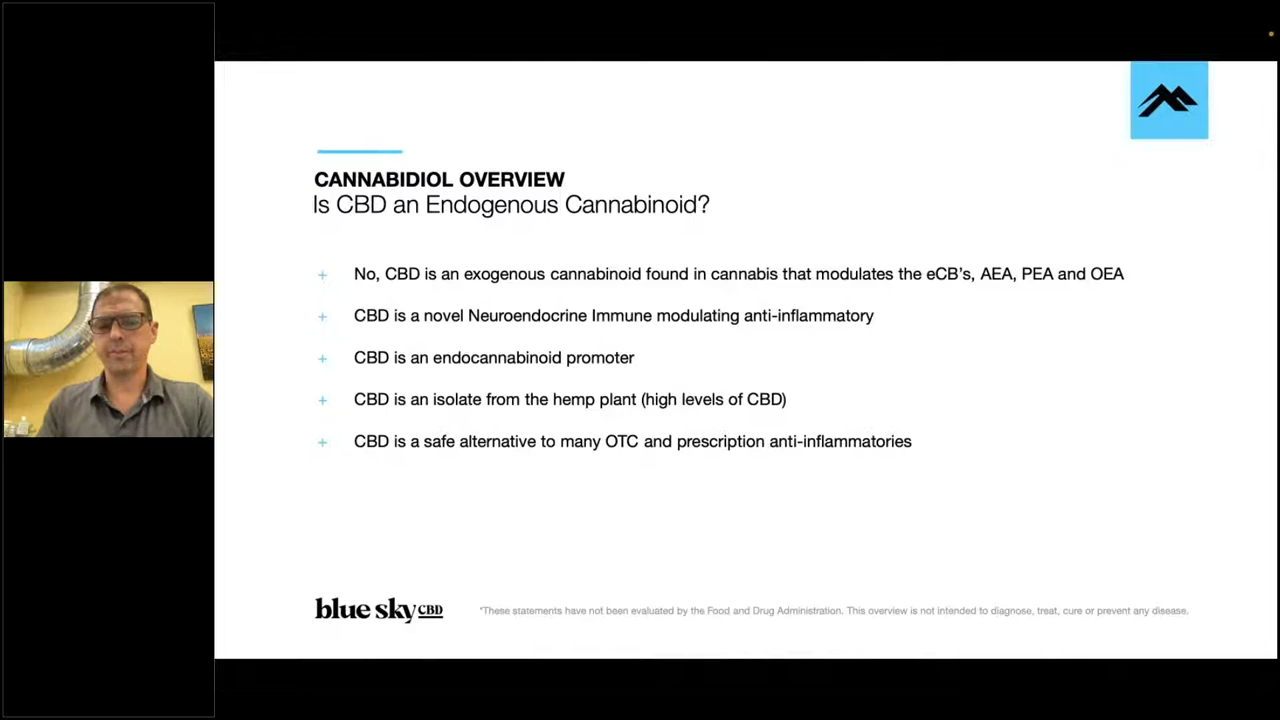 CANNABIDIOL OVERVIEW
Is CBD an Endogenous Cannabinoid?
+ No, CBD is an exogenous cannabinoid found in cannabis that modulates the eCB's, AEA, PEA and OEA
+ CBD is a novel Neuroendocrine Immune modulating anti-inflammatory
+ CBD is an endocannabinoid promoter
+ CBD is an isolate from the hemp plant (high levels of CBD)
+ CBD is a safe alternative to many OTC and prescription anti-inflammatories
blue sky CBD
*These statements have not been evaluated by the Food and Drug Administration. This overview is not intended to diagnose, treat, cure or prevent any disease.